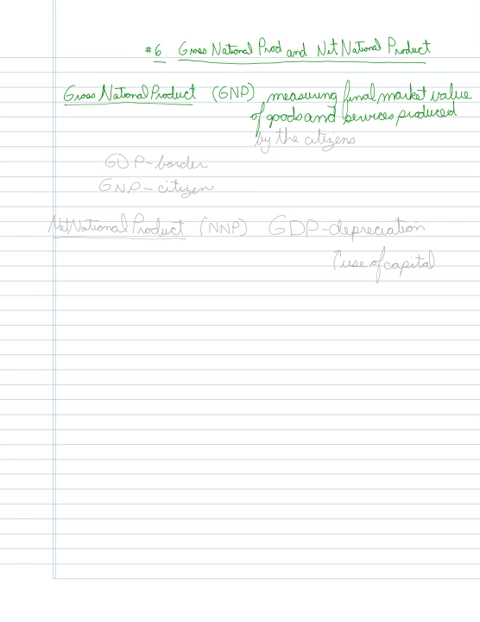 #6 Gross National Prod and Net National Product
Gross National Product (GNP) measuring final market value
of goods and services produced
by the citizens
GDP-border
GNP-citizen
Net National Product (NNP) GDP-depreciation
↑use of capital